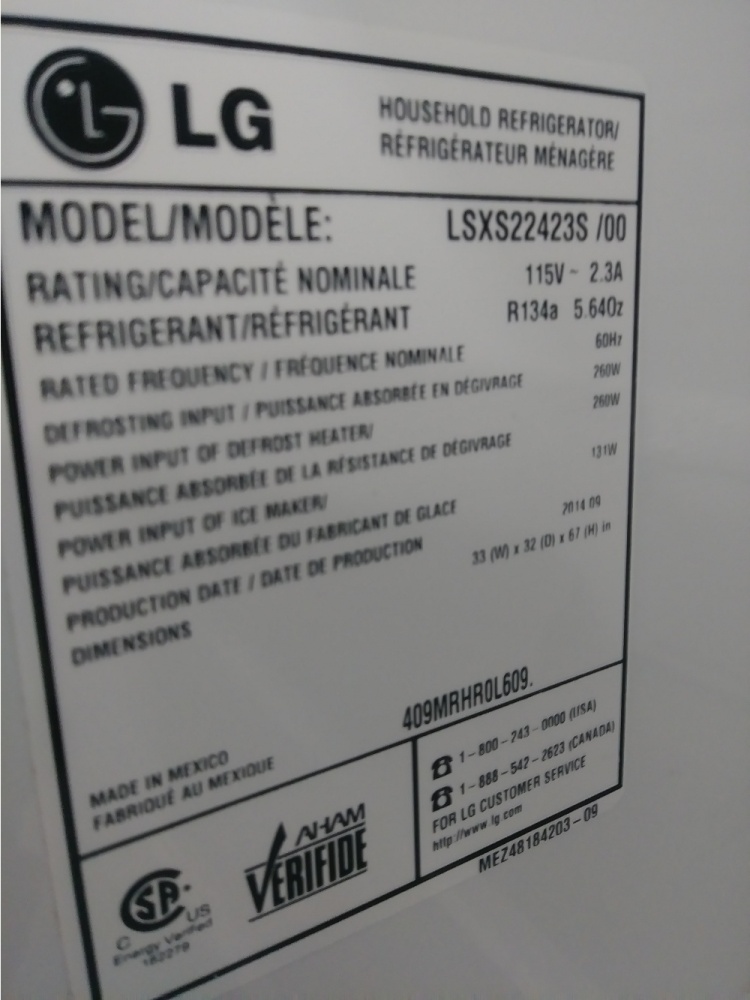 LG
HOUSEHOLD REFRIGERATOR/
RÉFRIGÉRATEUR MÉNAGÉRE
MODEL/MODÈLE: LSXS22423S /00
RATING/CAPACITÉ NOMINALE 115V ~ 2.3A
REFRIGERANT/RÉFRIGÉRANT R134a 5.64Oz
RATED FREQUENCY / FRÉQUENCE NOMINALE 60Hz
DEFROSTING INPUT / PUISSANCE ABSORBÉE EN DÉGIVRAGE 260W
POWER INPUT OF DEFROST HEATER/ 260W
PUISSANCE ABSORBÉE DE LA RÉSISTANCE DE DÉGIVRAGE
POWER INPUT OF ICE MAKER/ 131W
PUISSANCE ABSORBÉE DU FABRICANT DE GLACE
PRODUCTION DATE / DATE DE PRODUCTION 2014 09
DIMENSIONS 33 (W) x 32 (D) x 67 (H) in
409MRHR0L609.
MADE IN MEXICO
FABRIQUÉ AU MEXIQUE
1-800-243-0000 (USA)
1-888-542-2623 (CANADA)
FOR LG CUSTOMER SERVICE
http://www lg com
MEZ48184203-09
AHAM
VERIFIDE
SA
C US
Energy Verified
182279